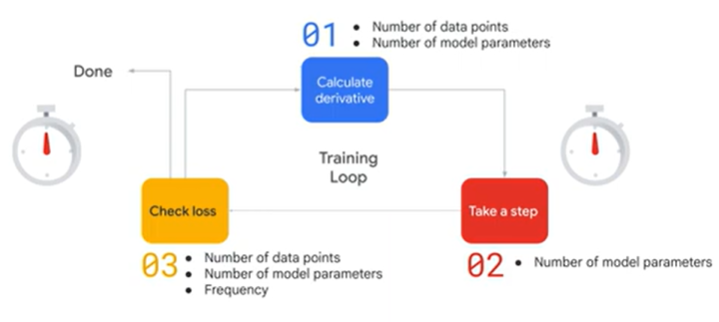 01
• Number of data points
• Number of model parameters
Done
Calculate
derivative
Training
Loop
Check loss
Take a step
03
• Number of data points
• Number of model parameters
• Frequency
02
• Number of model parameters